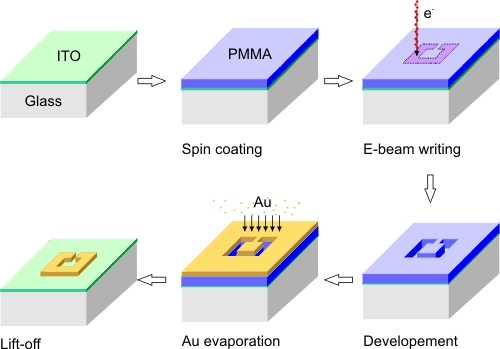 ITO
Glass
PMMA
Spin coating
e-
E-beam writing
Au
Lift-off
Au evaporation
Developement